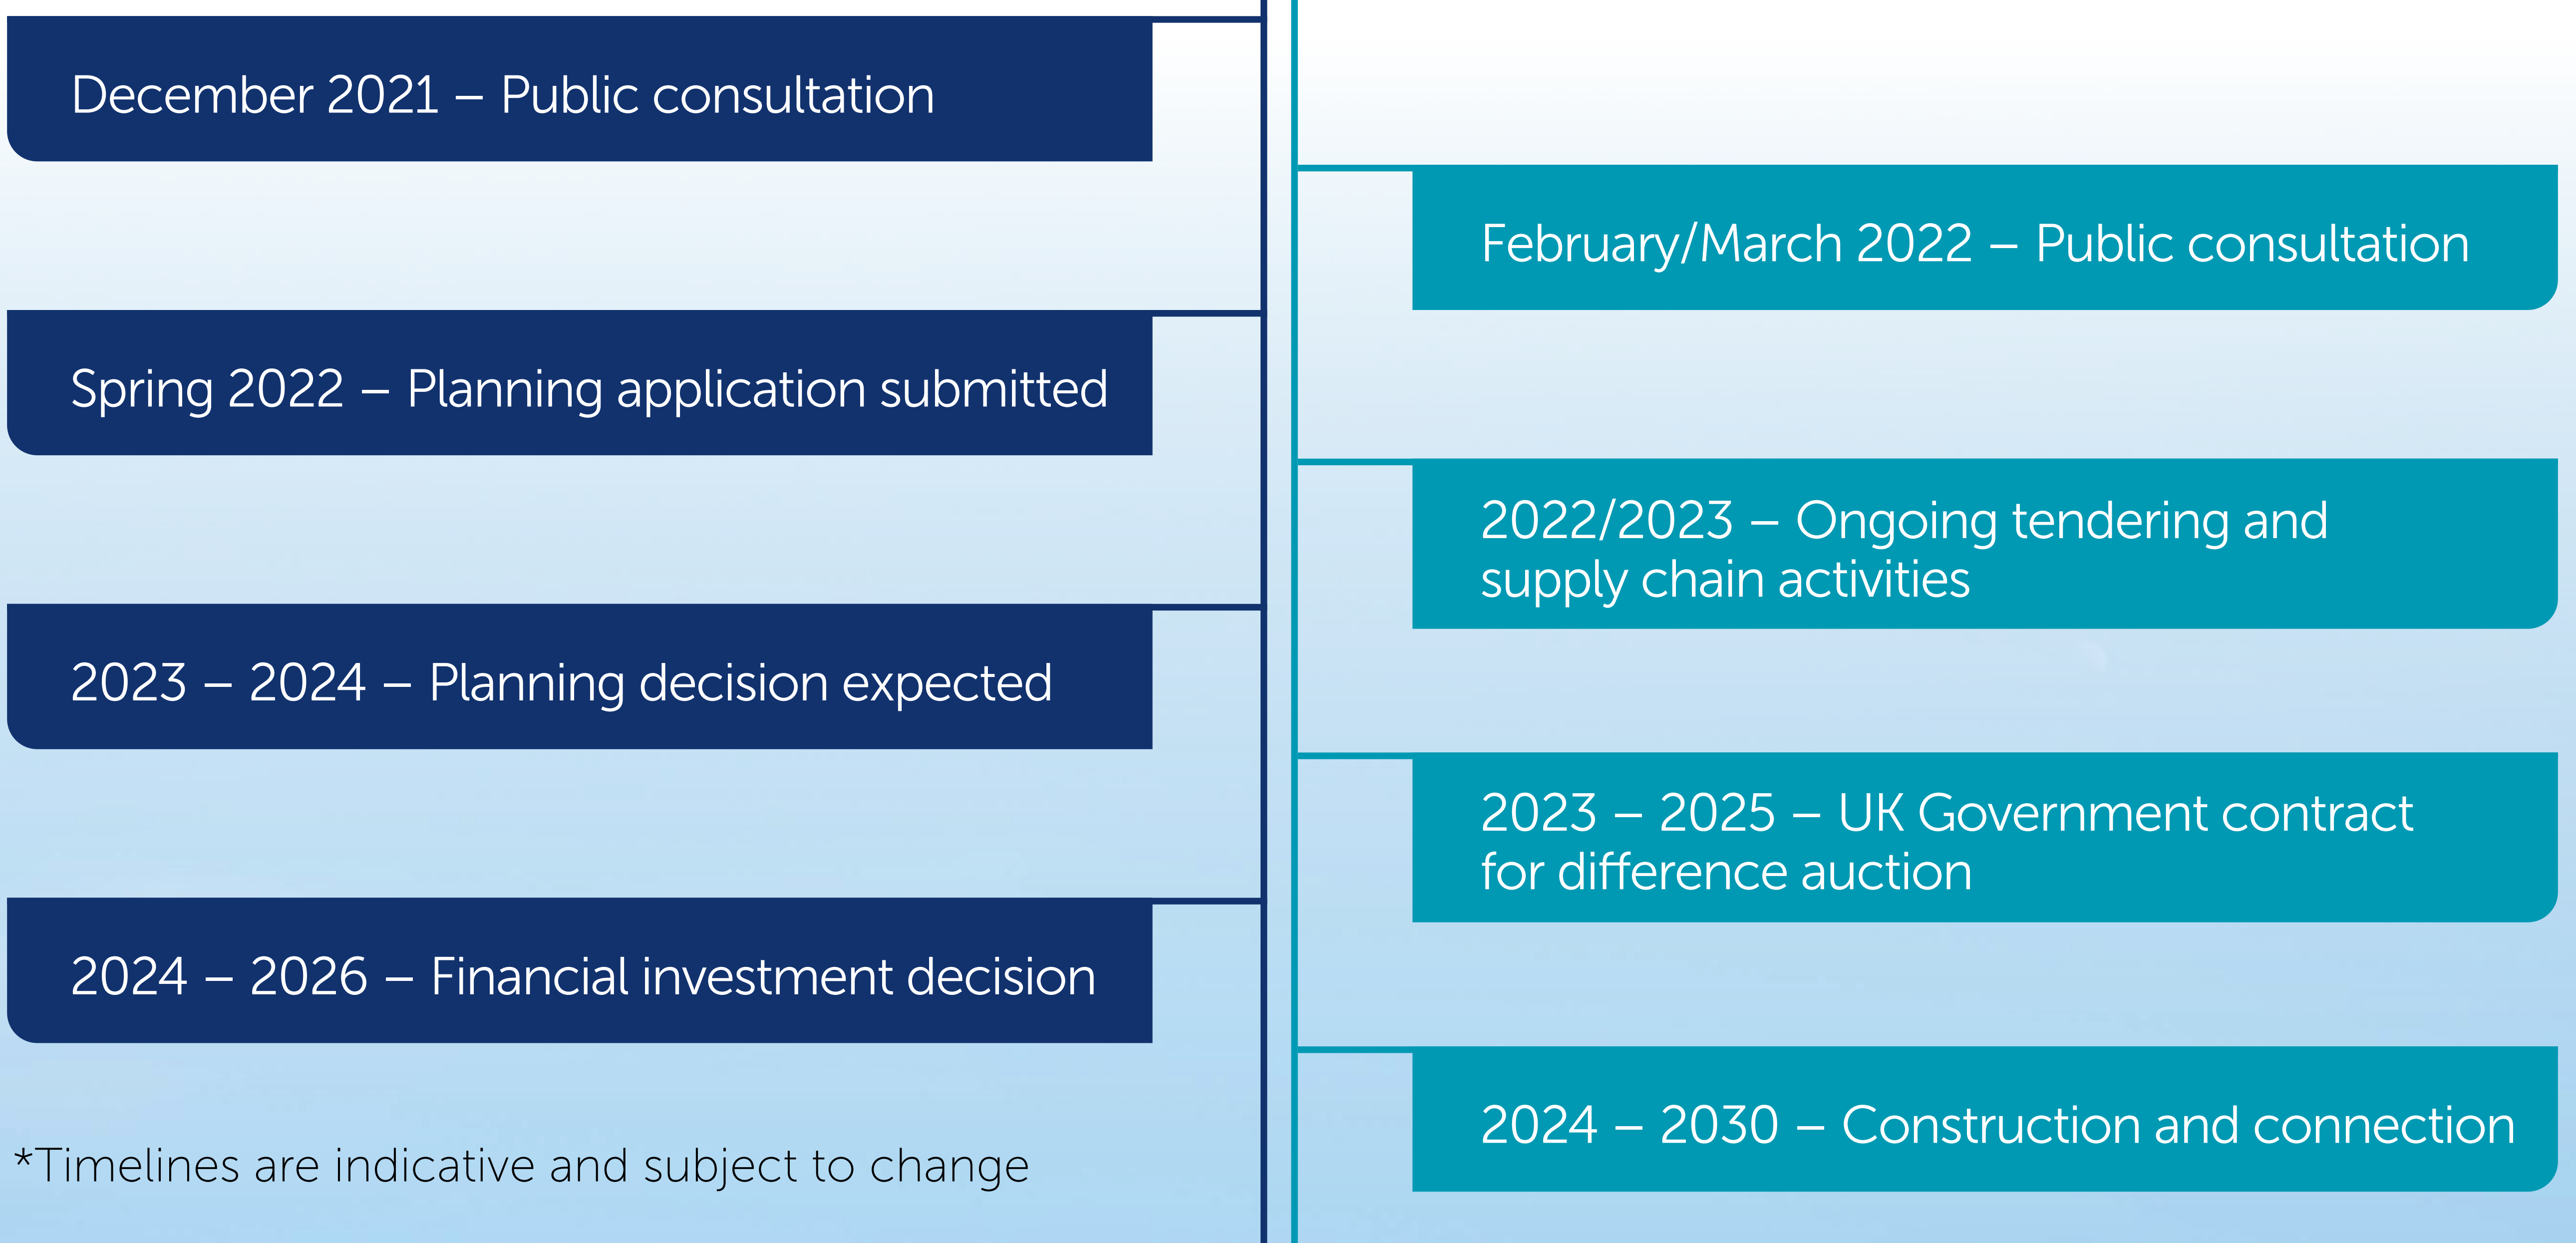 December 2021 – Public consultation
February/March 2022 – Public consultation
Spring 2022 – Planning application submitted
2022/2023 – Ongoing tendering and
supply chain activities
2023 – 2024 – Planning decision expected
2023 – 2025 – UK Government contract
for difference auction
2024 – 2026 – Financial investment decision
2024 – 2030 – Construction and connection
*Timelines are indicative and subject to change